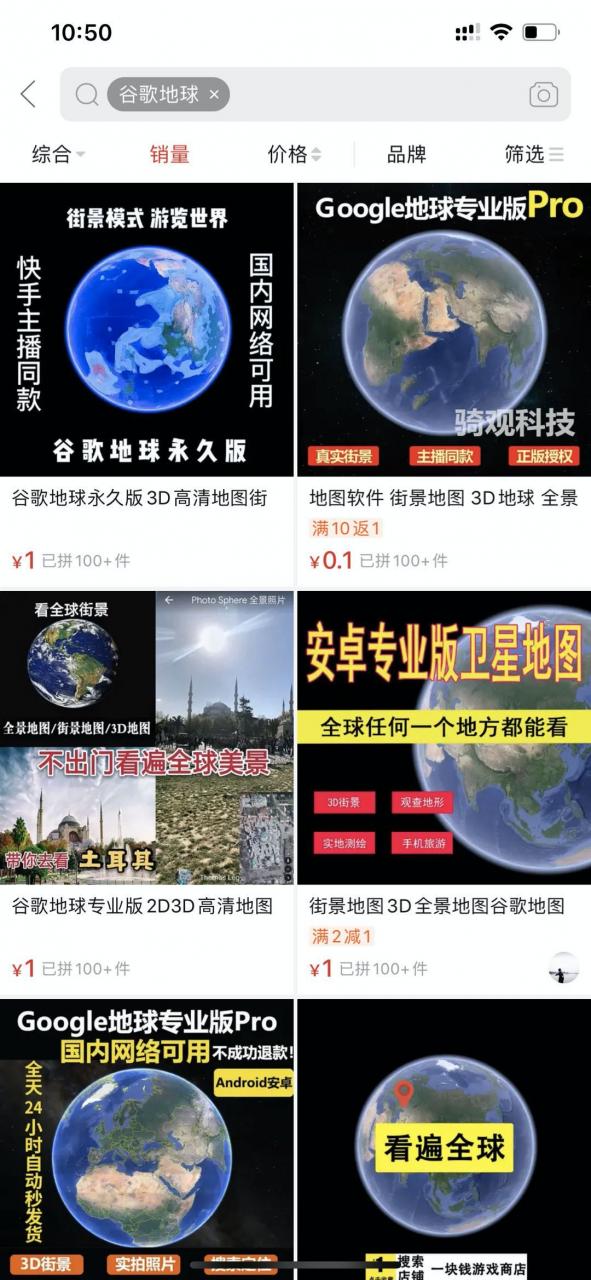 10:50
谷歌地球 ×
综合
销量
价格
品牌
筛选
街景模式 游览世界
快手主播同款
国内网络可用
谷歌地球永久版
Google地球专业版Pro
骑观科技
真实街景
主播同款
正版授权
谷歌地球永久版3D高清地图街
¥1 已拼100+件
地图软件 街景地图 3D地球 全景
满10返1
¥0.1 已拼100+件
看全球街景
全景地图/街景地图/3D地图
Photo Sphere 全景照片
不出门看遍全球美景
带你去看 土耳其
安卓专业版卫星地图
全球任何一个地方都能看
3D街景
观查地形
实地测绘
手机旅游
谷歌地球专业版2D3D高清地图
¥1 已拼100+件
街景地图3D全景地图谷歌地图
满2减1
¥1 已拼100+件
Google地球专业版Pro
国内网络可用不成功退款!
Android安卓
全天24小时自动秒发货
3D街景
实拍照片
搜索定位
看遍全球
搜索店铺
一块钱游戏商店